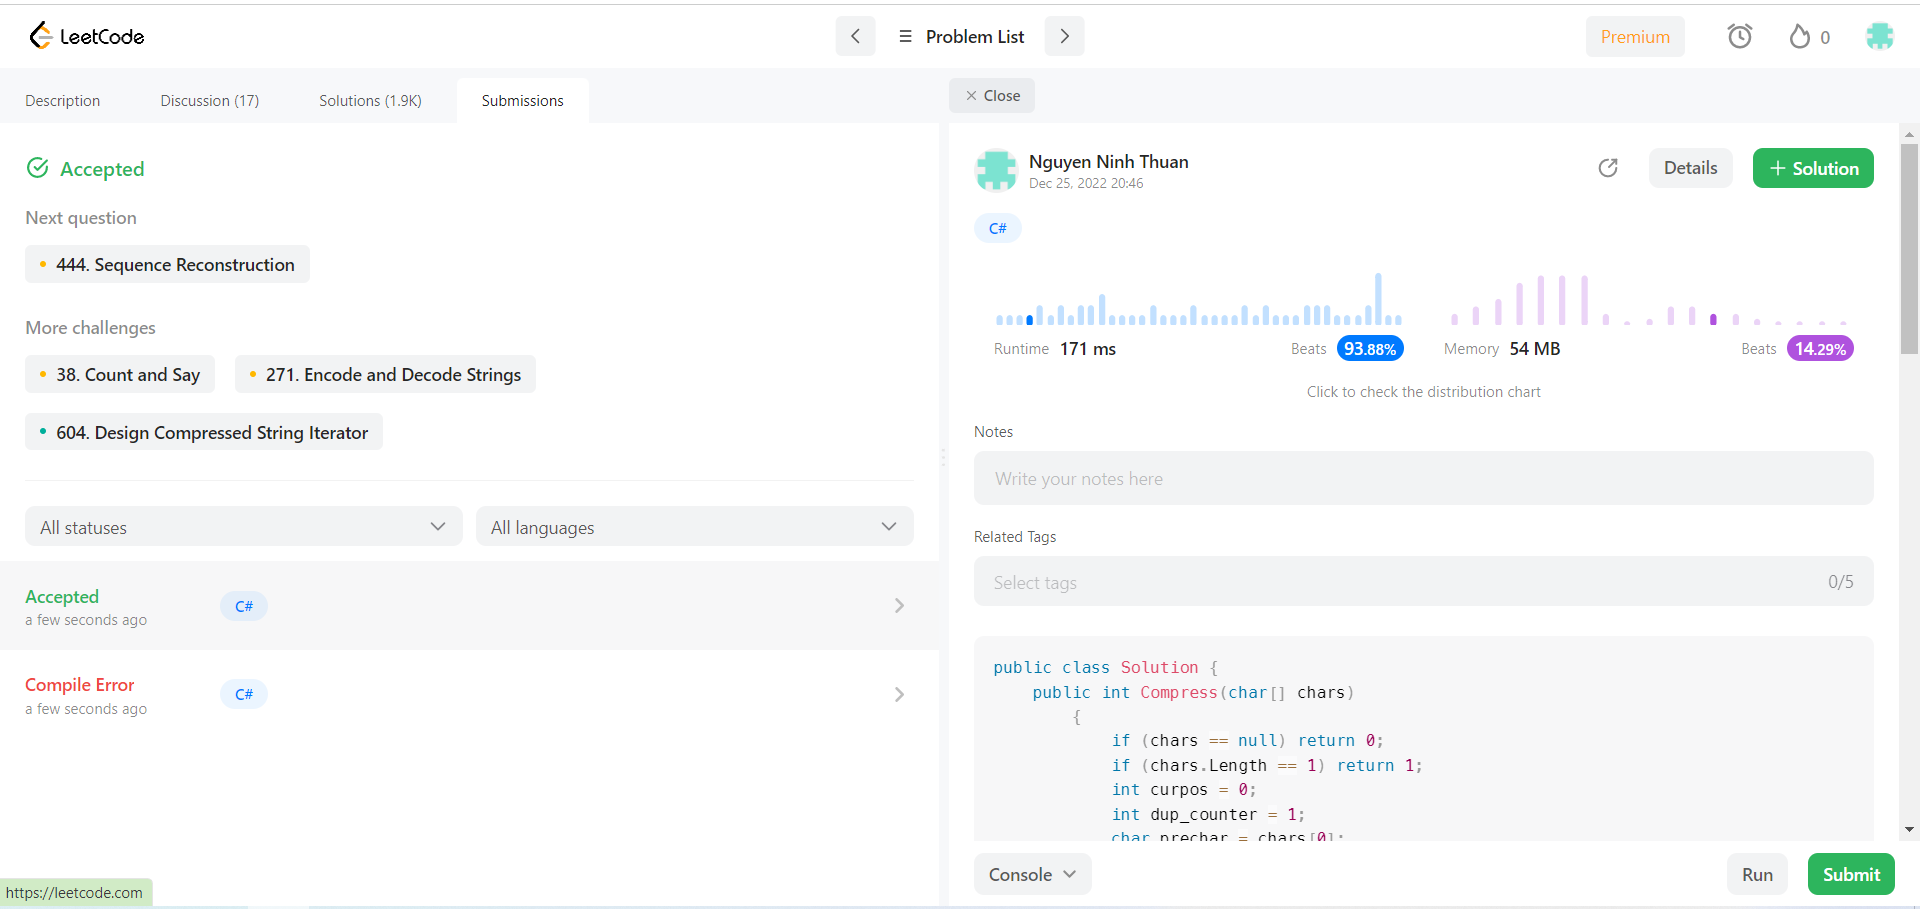 LeetCode
Problem List
Premium
0
Description
Discussion (17)
Solutions (1.9K)
Submissions
Close
Accepted
Next question
444. Sequence Reconstruction
More challenges
38. Count and Say
271. Encode and Decode Strings
604. Design Compressed String Iterator
All statuses
All languages
Accepted
a few seconds ago
C#
Compile Error
a few seconds ago
C#
https://leetcode.com
Nguyen Ninh Thuan
Dec 25, 2022 20:46
Details
+ Solution
C#
Runtime 171 ms
Beats 93.88%
Memory 54 MB
Beats 14.29%
Click to check the distribution chart
Notes
Write your notes here
Related Tags
Select tags
0/5
public class Solution {
    public int Compress(char[] chars)
        {
            if (chars == null) return 0;
            if (chars.Length == 1) return 1;
            int curpos = 0;
            int dup_counter = 1;
            char prechar = chars[0];
Console
Run
Submit